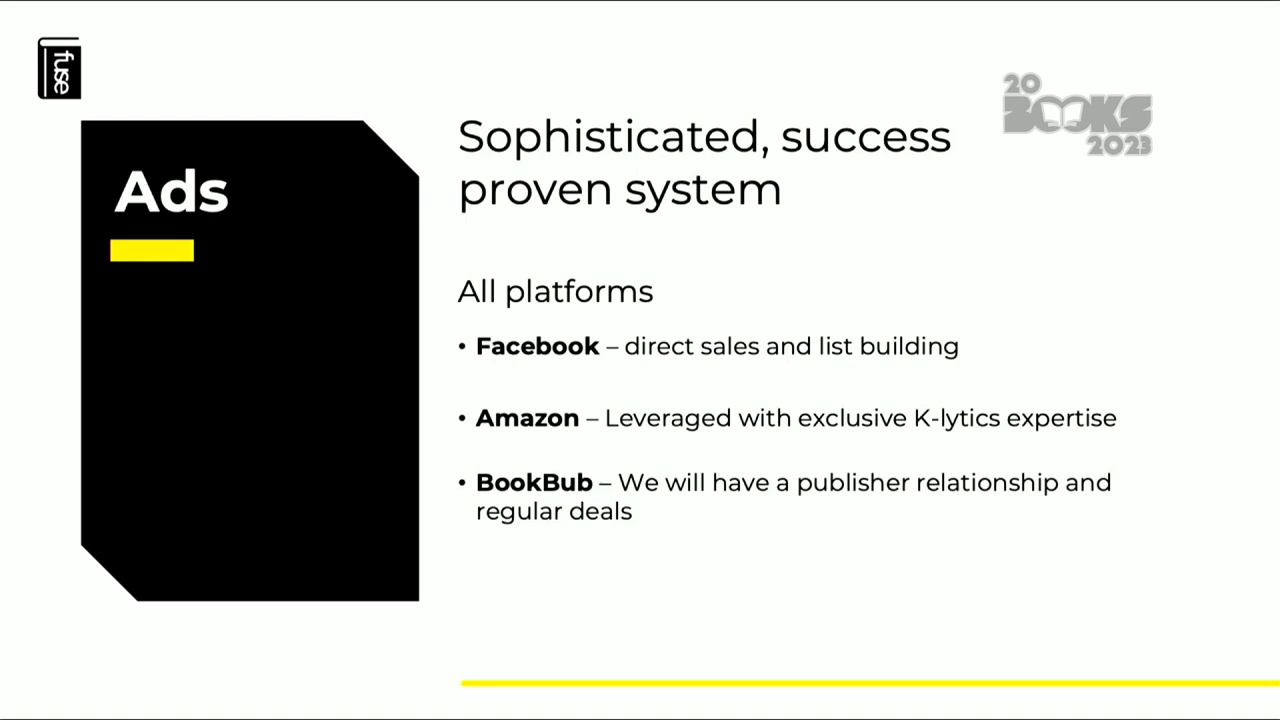 fuse
20
BOOKS
2023
Ads
Sophisticated, success
proven system
All platforms
• Facebook – direct sales and list building
• Amazon – Leveraged with exclusive K-lytics expertise
• BookBub – We will have a publisher relationship and
regular deals